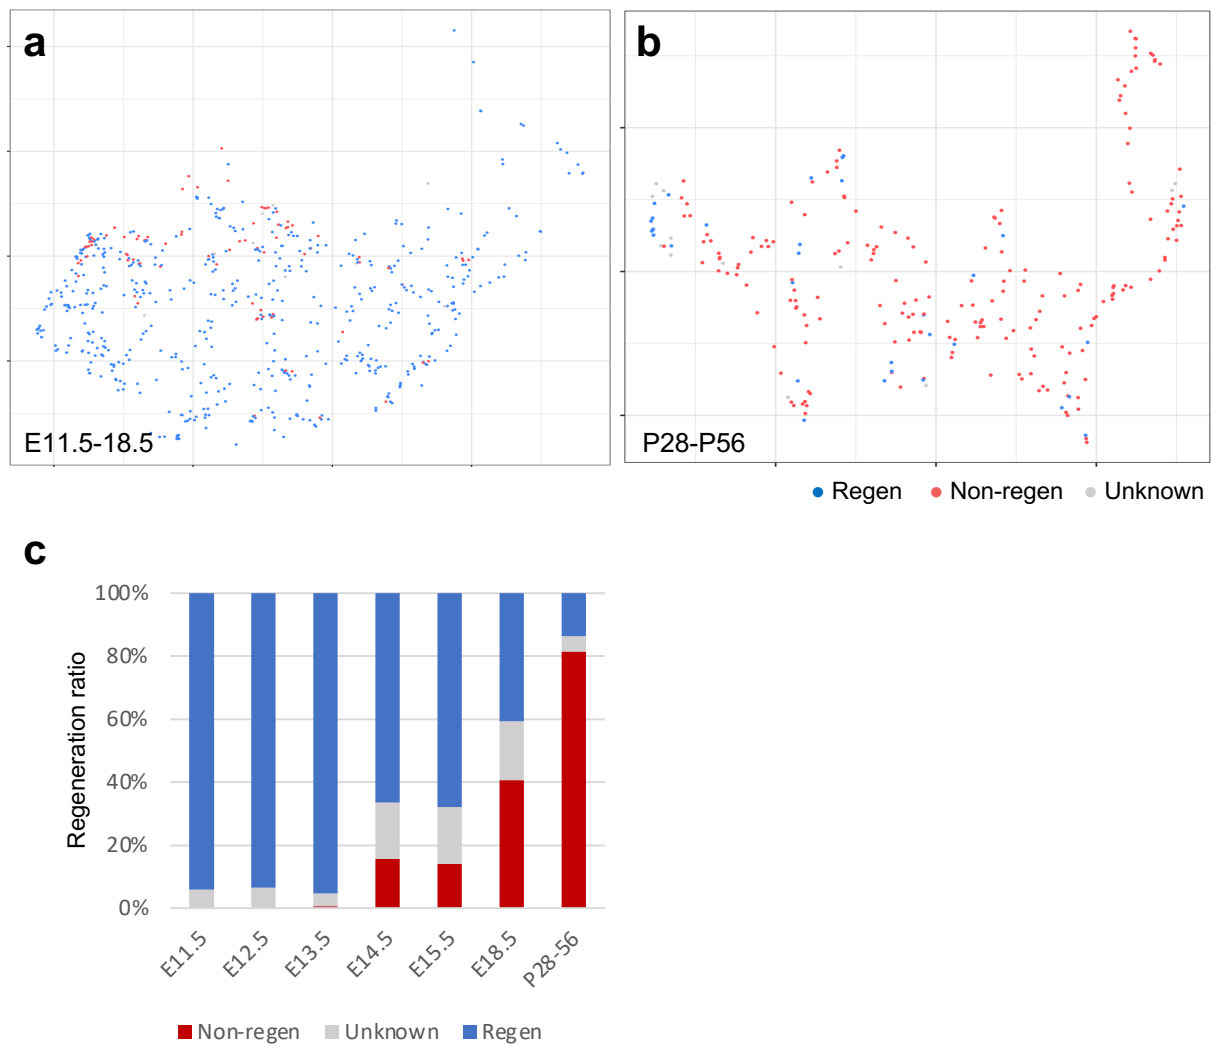 a
b
E11.5-18.5
P28-P56
Regen Non-regen Unknown
c
100%
80%
60%
40%
20%
0%
Regeneration ratio
E11.5 E12.5 E13.5 E14.5 E15.5 E18.5 P28-56
Non-regen Unknown Regen